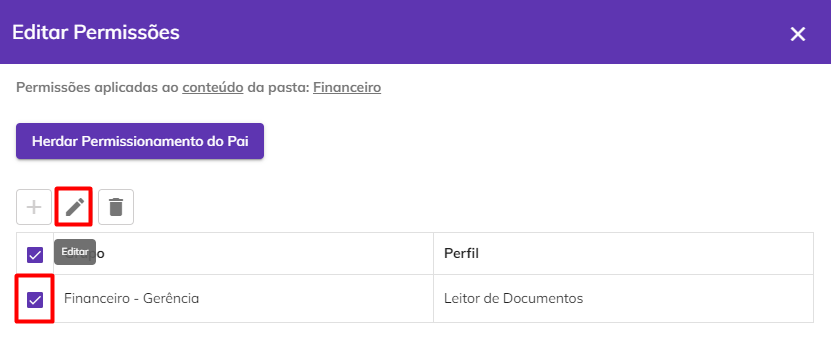 Editar Permissões
Permissões aplicadas ao conteúdo da pasta: Financeiro
Herdar Permissionamento do Pai
Editar
po Perfil
Financeiro - Gerência Leitor de Documentos